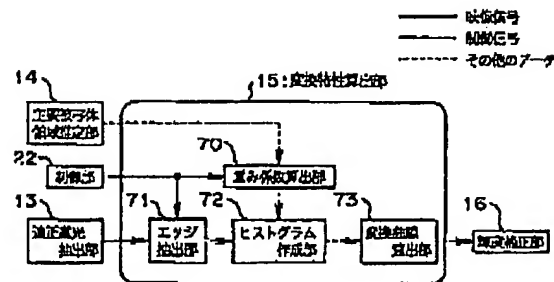 映像信号
制御信号
その他のデータ
15:変換特性算出部
14
主要被写体
領域推定部
70
22
制御部
重み係数算出部
13
71
72
73
16
適正露光
抽出部
エッジ
抽出部
ヒストグラム
作成部
変換曲線
算出部
輝度補正部